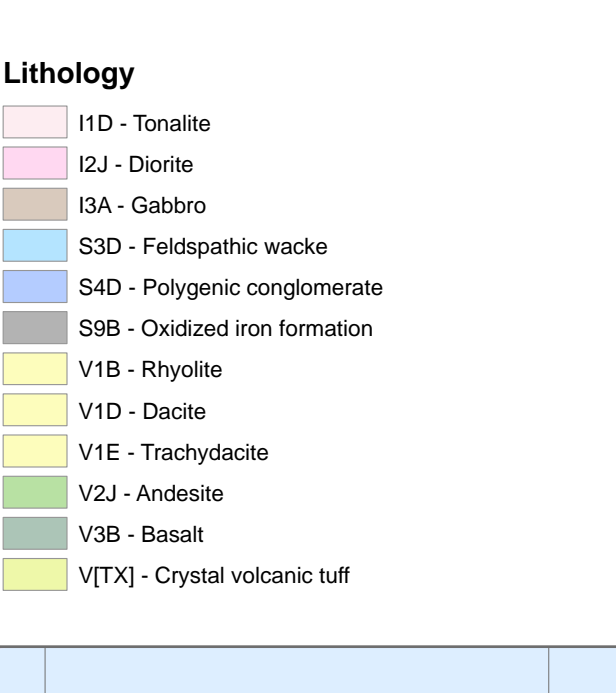 Lithology
I1D - Tonalite
I2J - Diorite
I3A - Gabbro
S3D - Feldspathic wacke
S4D - Polygenic conglomerate
S9B - Oxidized iron formation
V1B - Rhyolite
V1D - Dacite
V1E - Trachydacite
V2J - Andesite
V3B - Basalt
V[TX] - Crystal volcanic tuff